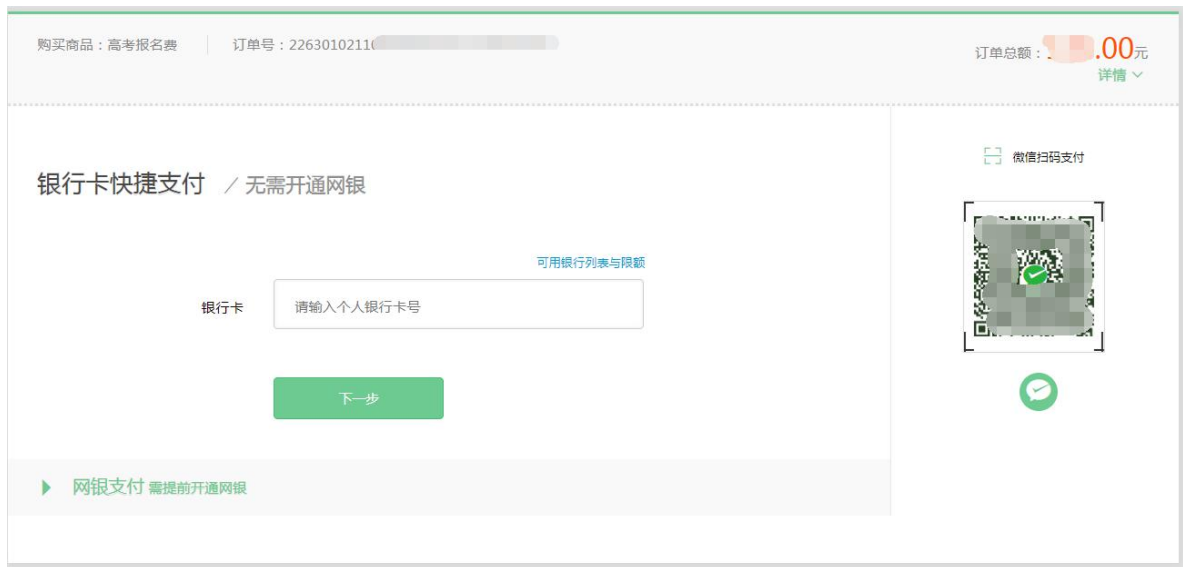 购买商品：高考报名费 订单号：2263010211
订单总额： .00元
详情
微信扫码支付
银行卡快捷支付 / 无需开通网银
可用银行列表与限额
银行卡 请输入个人银行卡号
下一步
网银支付 需提前开通网银